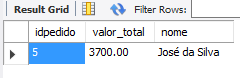 Result Grid Filter Rows:
idpedido valor_total nome
5 3700.00 José da Silva